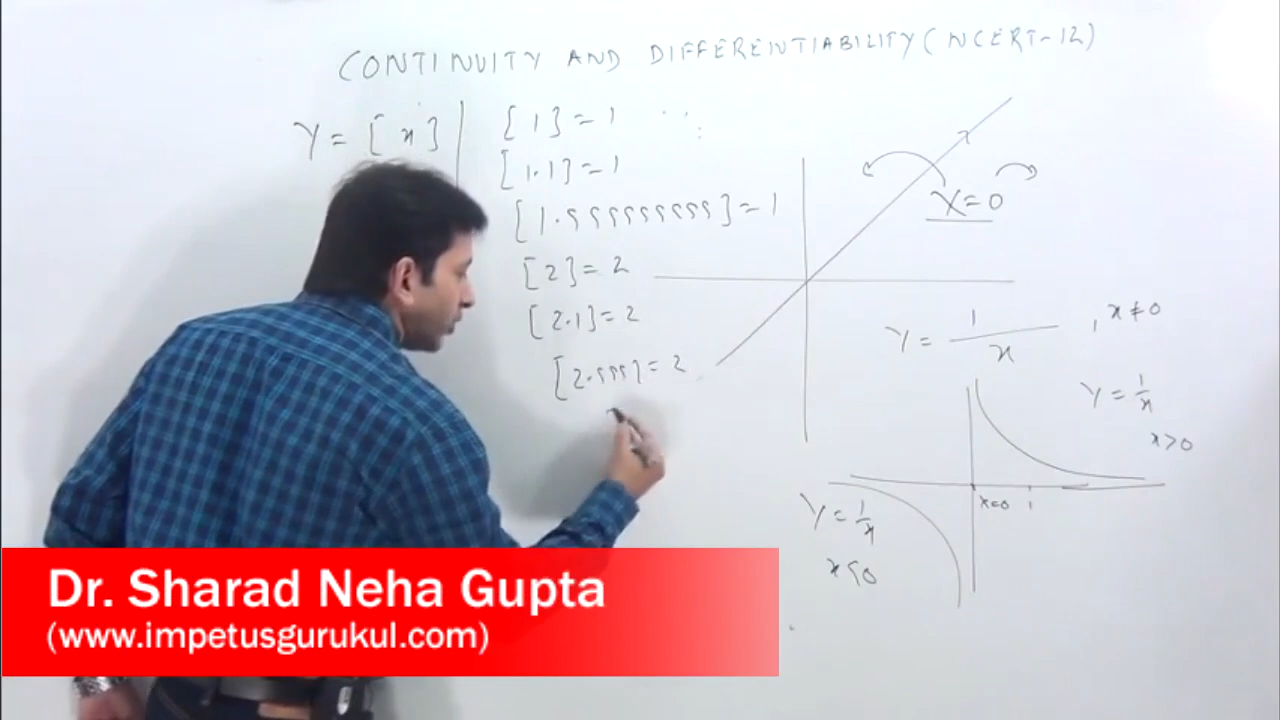 CONTINUITY AND DIFFERENTIABILITY (NCERT-12)
Y = [x]
[1] = 1
[1.1] = 1
[1.9999999999] = 1
[2] = 2
[2.1] = 2
[2.999] = 2
X=0
Y = 1/x , x ≠ 0
Y = 1/x
x>0
x=0 1
Y = 1/x
x<0
Dr. Sharad Neha Gupta
(www.impetusgurukul.com)